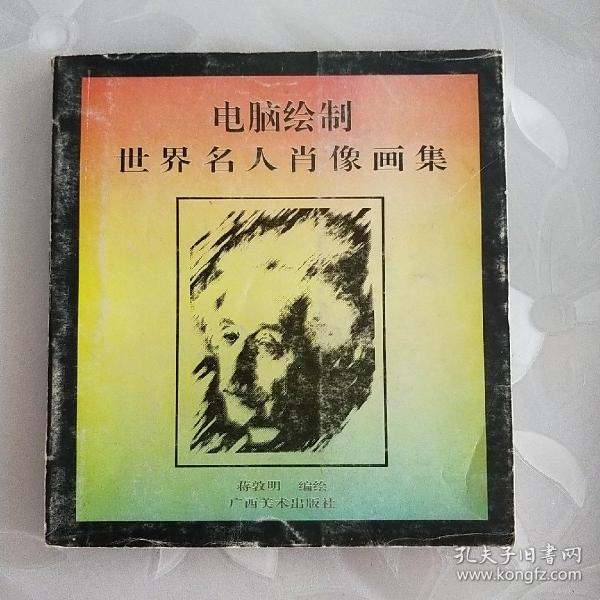 电脑绘制
世界名人肖像画集
蒋敦明 编绘
广西美术出版社
孔夫子旧书网
www.kongfz.com